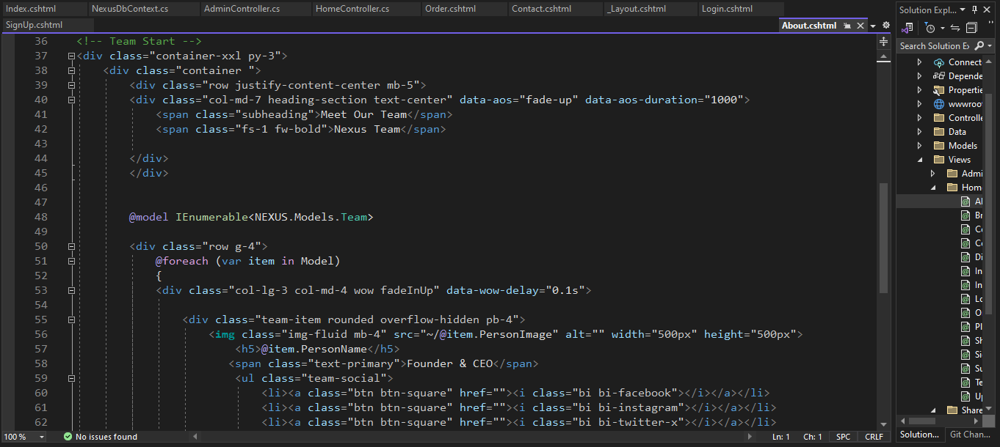 Index.cshtml NexusDbContext.cs AdminController.cs HomeController.cs Order.cshtml Contact.cshtml _Layout.cshtml Login.cshtml
SignUp.cshtml About.cshtml
36 <!-- Team Start -->
37 <div class="container-xxl py-3">
38 <div class="container ">
39 <div class="row justify-content-center mb-5">
40 <div class="col-md-7 heading-section text-center" data-aos="fade-up" data-aos-duration="1000">
41 <span class="subheading">Meet Our Team</span>
42 <span class="fs-1 fw-bold">Nexus Team</span>
43
44 </div>
45 </div>
46
47
48 @model IEnumerable<NEXUS.Models.Team>
49
50 <div class="row g-4">
51 @foreach (var item in Model)
52 {
53 <div class="col-lg-3 col-md-4 wow fadeInUp" data-wow-delay="0.1s">
54
55 <div class="team-item rounded overflow-hidden pb-4">
56 <img class="img-fluid mb-4" src="~/@item.PersonImage" alt="" width="500px" height="500px">
57 <h5>@item.PersonName</h5>
58 <span class="text-primary">Founder & CEO</span>
59 <ul class="team-social">
60 <li><a class="btn btn-square" href=""><i class="bi bi-facebook"></i></a></li>
61 <li><a class="btn btn-square" href=""><i class="bi bi-instagram"></i></a></li>
62 <li><a class="btn btn-square" href=""><i class="bi bi-twitter-x"></i></a></li>
100 % No issues found Ln: 1 Ch: 1 SPC CRLF
Solution Expl...
Search Solution Ex
Connect
Depende
Propertie
wwwroo
Controlle
Data
Models
Views
Admi
Hom
Al
Br
Co
Co
Di
In
In
Lo
O
Pl
Sh
Si
Su
Te
Up
Share
Solution... Git Chan...